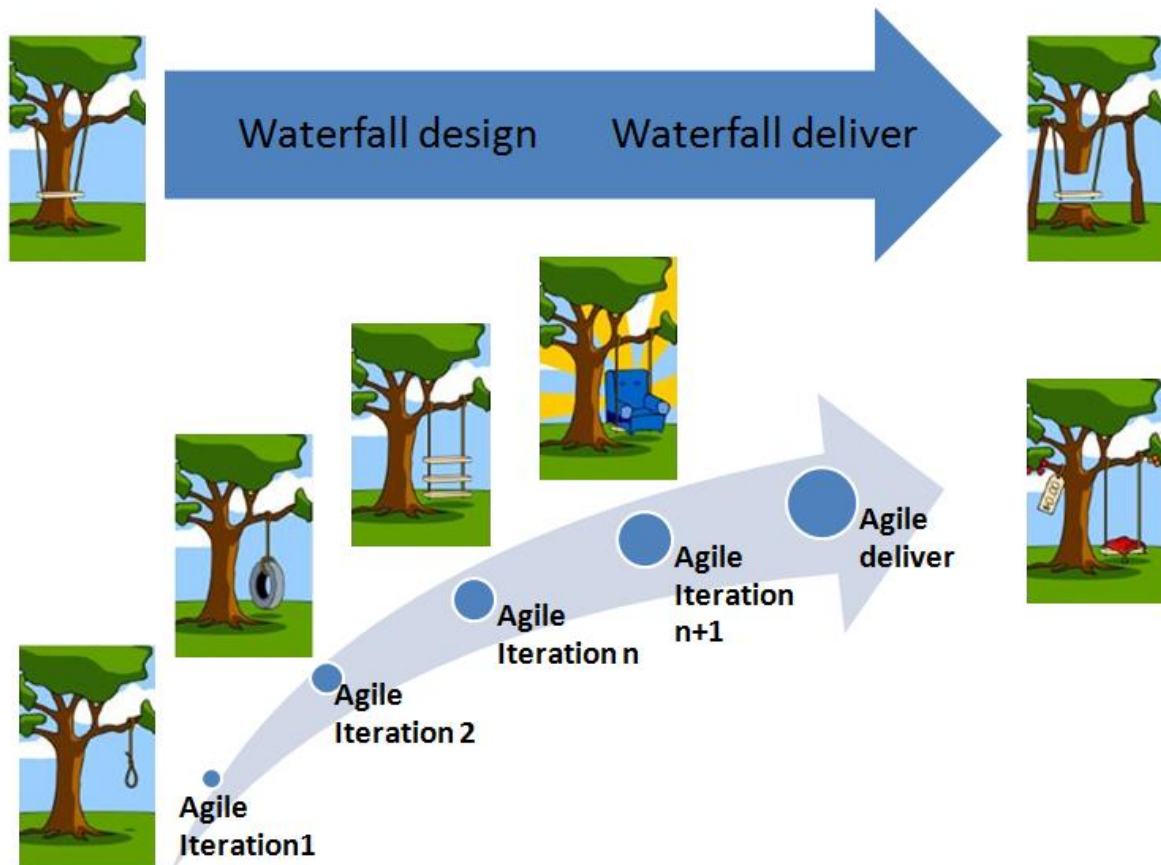 Waterfall design Waterfall deliver
Agile
Iteration1
Agile
Iteration 2
Agile
Iteration n
Agile
Iteration
n+1
Agile
deliver